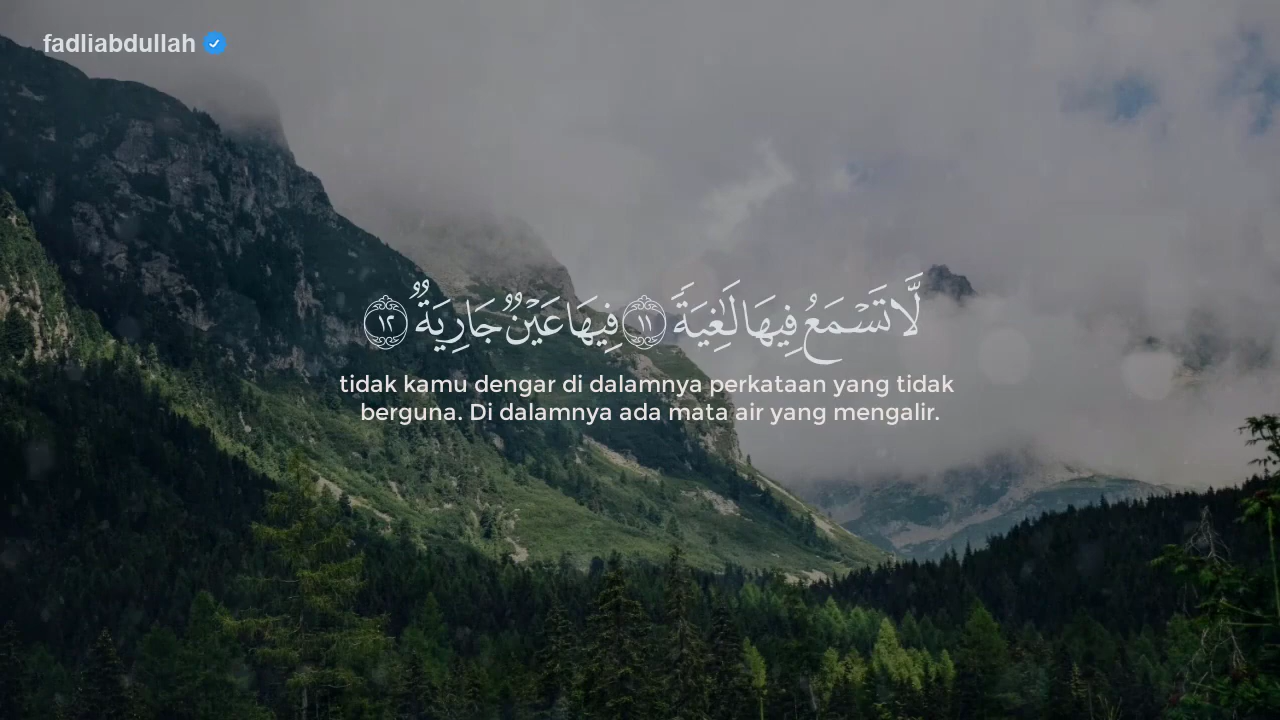 fadliabdullah
لَّا تَسْمَعُ فِيهَا لَٰغِيَةً ١١ فِيهَا عَيْنٌ جَارِيَةٌ ١٢
tidak kamu dengar di dalamnya perkataan yang tidak
berguna. Di dalamnya ada mata air yang mengalir.